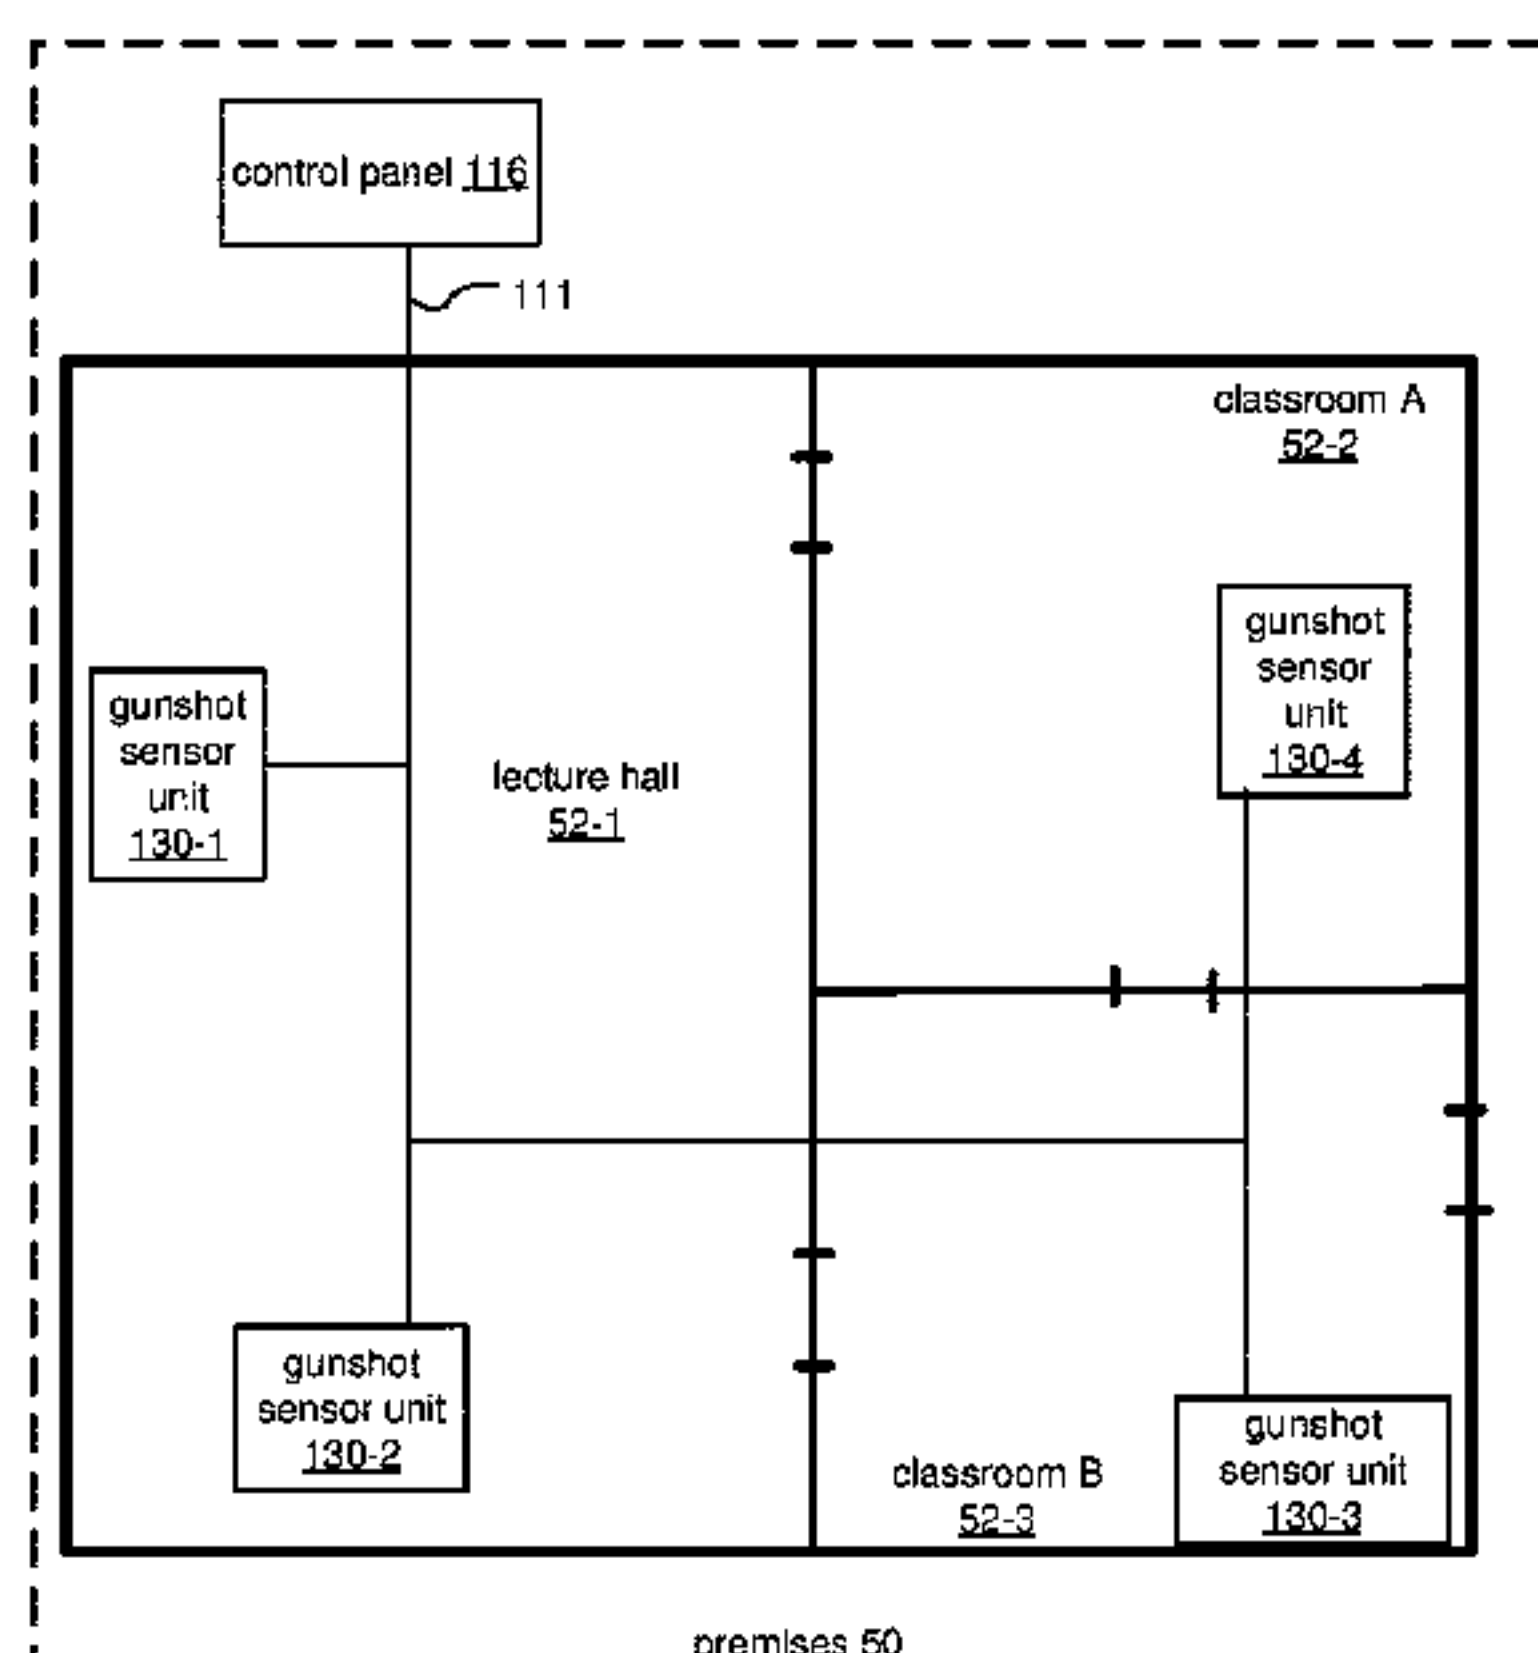 control panel 116
111
classroom A
52-2
gunshot
sensor
unit
130-4
gunshot
sensor
unit
130-1
lecture hall
52-1
gunshot
sensor unit
130-2
classroom B
52-3
gunshot
sensor unit
130-3
premises 50